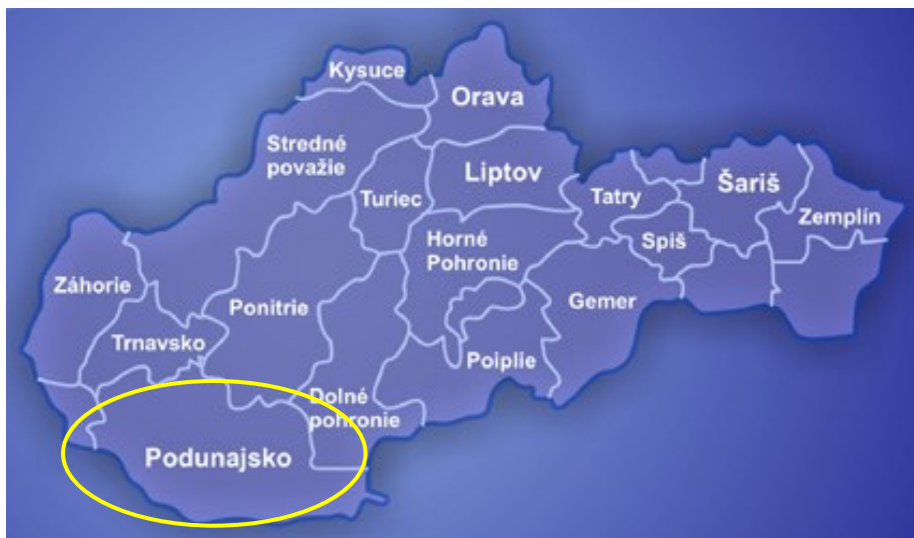 Kysuce
Orava
Stredné
považie
Liptov
Turiec
Tatry
Šariš
Zemplín
Spiš
Horné
Pohronie
Záhorie
Ponitrie
Gemer
Trnavsko
Poiplie
Dolné
pohronie
Podunajsko